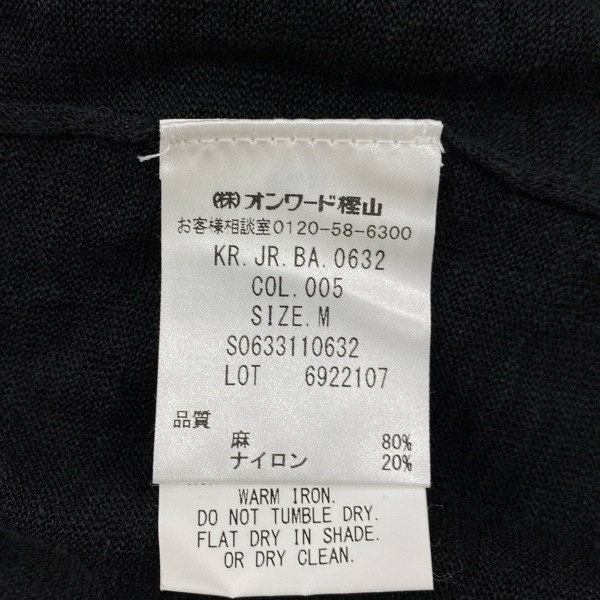 ㈱オンワード樫山
お客様相談室0120-58-6300
KR.JR.BA.0632
COL.005
SIZE.M
S0633110632
LOT 6922107
品質
麻 80%
ナイロン 20%
WARM IRON.
DO NOT TUMBLE DRY.
FLAT DRY IN SHADE.
OR DRY CLEAN.